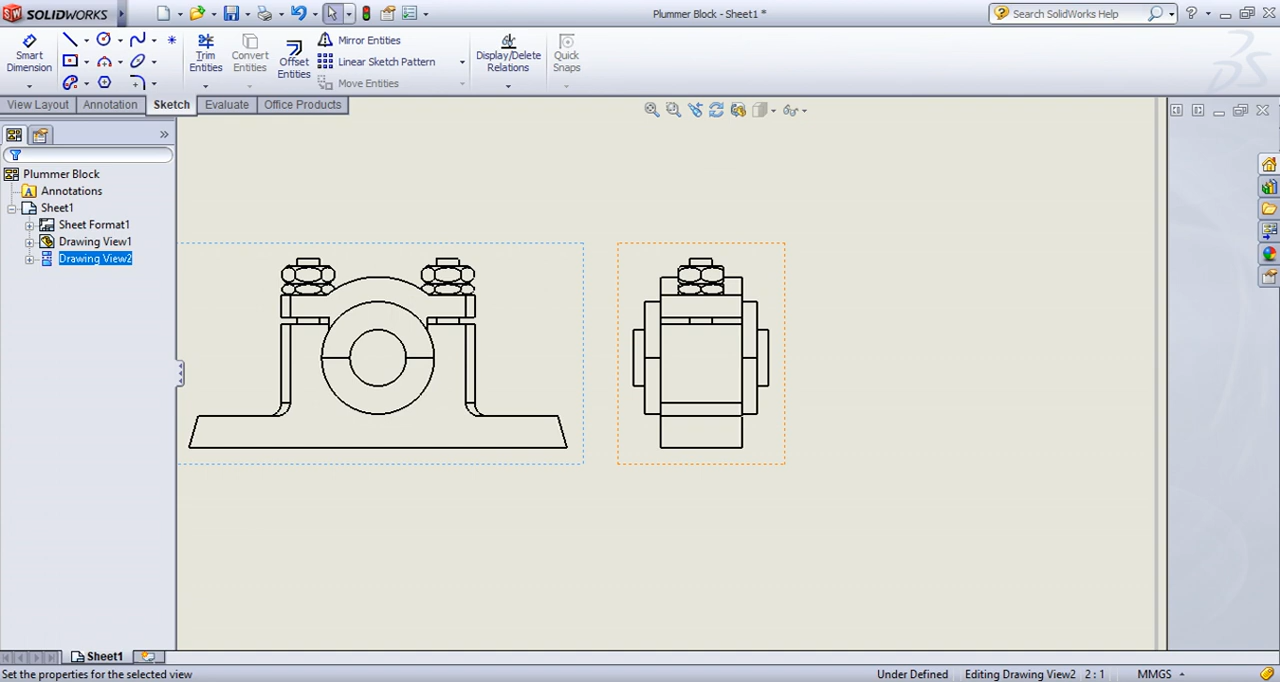 SOLIDWORKS
Plummer Block - Sheet1 *
Search SolidWorks Help
Smart Dimension
Trim Entities
Convert Entities
Offset Entities
Mirror Entities
Linear Sketch Pattern
Move Entities
Display/Delete Relations
Quick Snaps
View Layout
Annotation
Sketch
Evaluate
Office Products
Plummer Block
Annotations
Sheet1
Sheet Format1
Drawing View1
Drawing View2
Sheet1
Set the properties for the selected view
Under Defined
Editing Drawing View2
2 : 1
MMGS